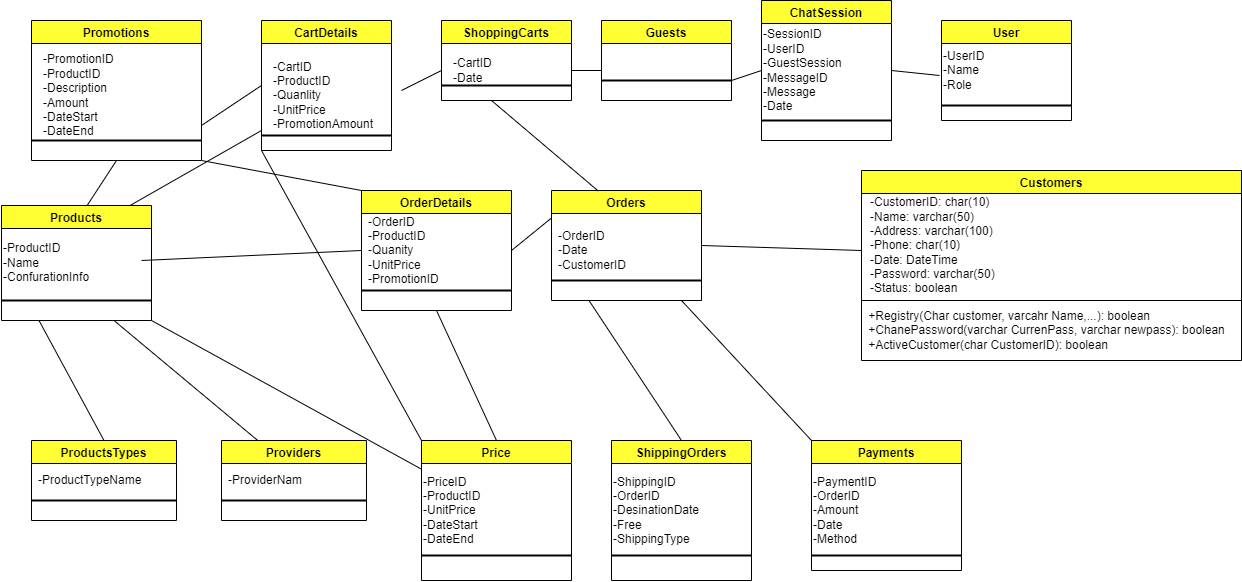 Promotions
-PromotionID
-ProductID
-Description
-Amount
-DateStart
-DateEnd
CartDetails
-CartID
-ProductID
-Quanlity
-UnitPrice
-PromotionAmount
ShoppingCarts
-CartID
-Date
Guests
ChatSession
-SessionID
-UserID
-GuestSession
-MessageID
-Message
-Date
User
-UserID
-Name
-Role
Products
-ProductID
-Name
-ConfurationInfo
OrderDetails
-OrderID
-ProductID
-Quanity
-UnitPrice
-PromotionID
Orders
-OrderID
-Date
-CustomerID
Customers
-CustomerID: char(10)
-Name: varchar(50)
-Address: varchar(100)
-Phone: char(10)
-Date: DateTime
-Password: varchar(50)
-Status: boolean
+Registry(Char customer, varcahr Name,...): boolean
+ChanePassword(varchar CurrenPass, varchar newpass): boolean
+ActiveCustomer(char CustomerID): boolean
ProductsTypes
-ProductTypeName
Providers
-ProviderNam
Price
-PriceID
-ProductID
-UnitPrice
-DateStart
-DateEnd
ShippingOrders
-ShippingID
-OrderID
-DesinationDate
-Free
-ShippingType
Payments
-PaymentID
-OrderID
-Amount
-Date
-Method